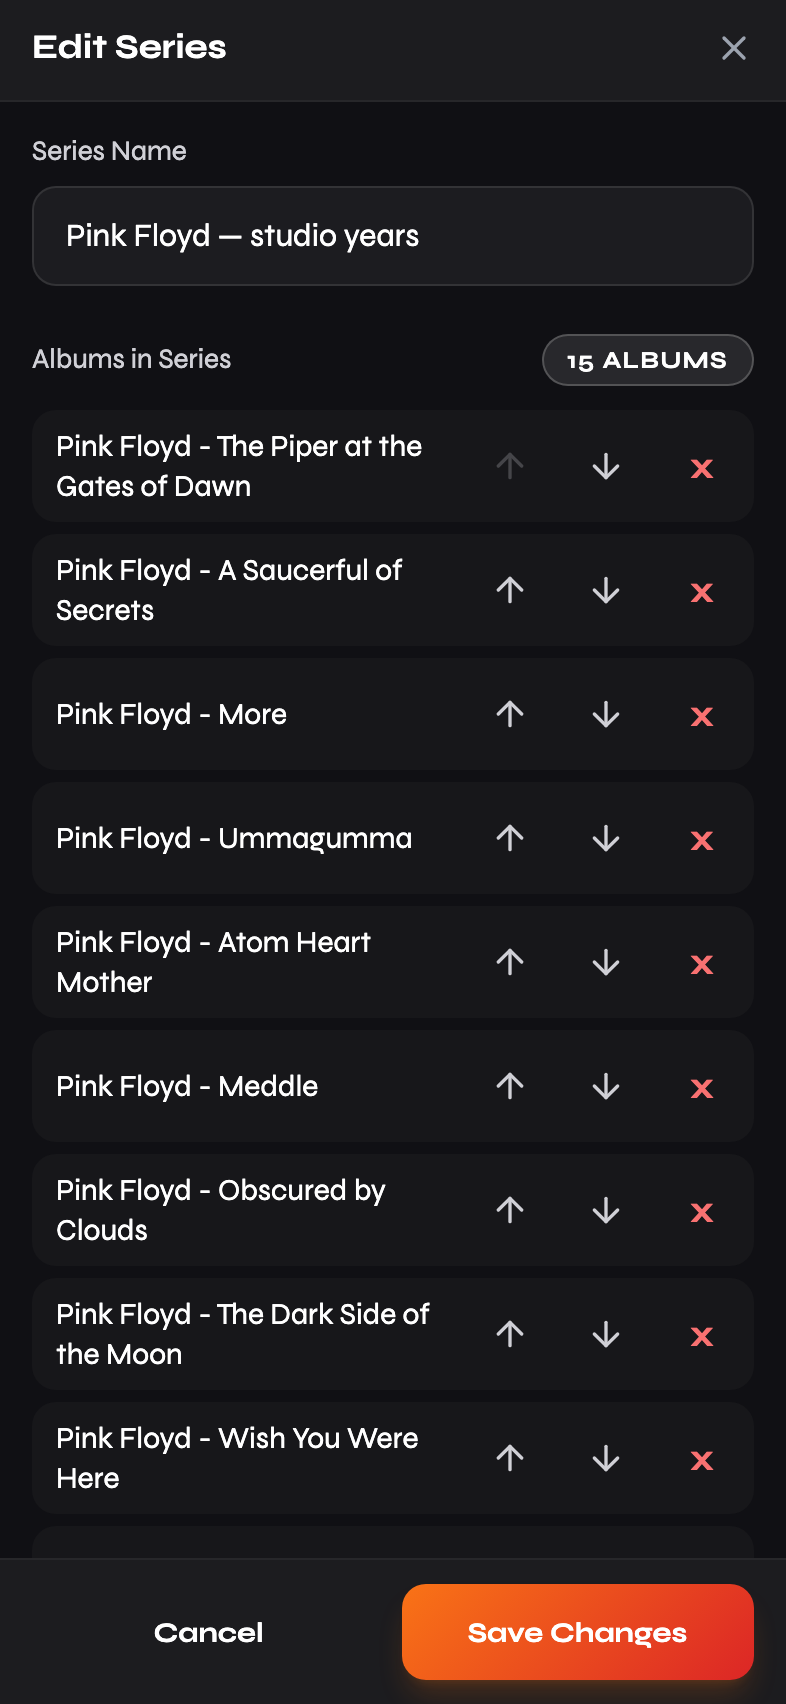 Edit Series
Series Name
Pink Floyd — studio years
Albums in Series
15 ALBUMS
Pink Floyd - The Piper at the
Gates of Dawn
Pink Floyd - A Saucerful of
Secrets
Pink Floyd - More
Pink Floyd - Ummagumma
Pink Floyd - Atom Heart
Mother
Pink Floyd - Meddle
Pink Floyd - Obscured by
Clouds
Pink Floyd - The Dark Side of
the Moon
Pink Floyd - Wish You Were
Here
Cancel
Save Changes